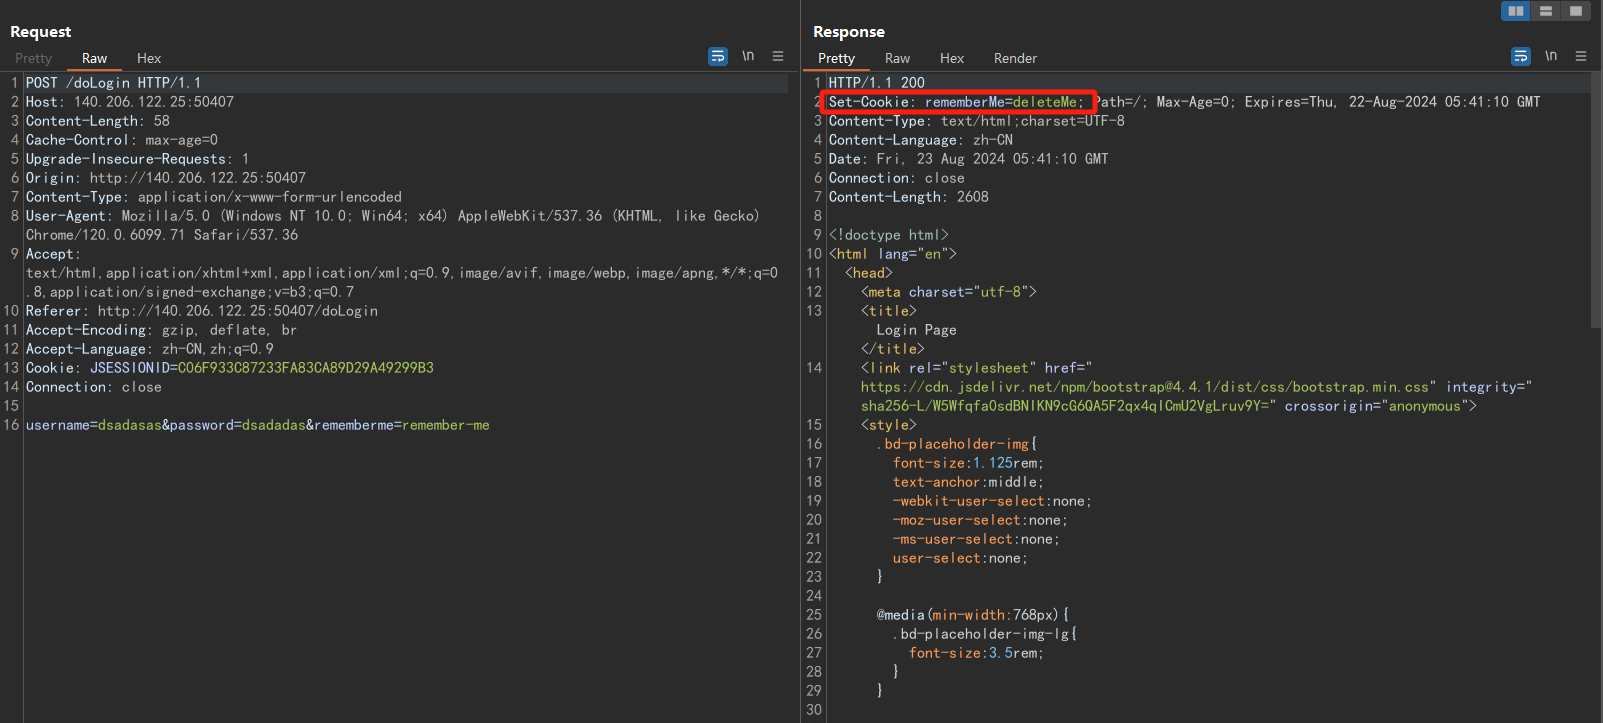 Request
Pretty Raw Hex
\n
1 POST /doLogin HTTP/1.1
2 Host: 140.206.122.25:50407
3 Content-Length: 58
4 Cache-Control: max-age=0
5 Upgrade-Insecure-Requests: 1
6 Origin: http://140.206.122.25:50407
7 Content-Type: application/x-www-form-urlencoded
8 User-Agent: Mozilla/5.0 (Windows NT 10.0; Win64; x64) AppleWebKit/537.36 (KHTML, like Gecko)
Chrome/120.0.6099.71 Safari/537.36
9 Accept:
text/html,application/xhtml+xml,application/xml;q=0.9,image/avif,image/webp,image/apng,*/*;q=0
.8,application/signed-exchange;v=b3;q=0.7
10 Referer: http://140.206.122.25:50407/doLogin
11 Accept-Encoding: gzip, deflate, br
12 Accept-Language: zh-CN,zh;q=0.9
13 Cookie: JSESSIONID=C06F933C87233FA83CA89D29A49299B3
14 Connection: close
15
16 username=dsadasas&password=dsadadas&rememberme=remember-me
Response
Pretty Raw Hex Render
\n
1 HTTP/1.1 200
2 Set-Cookie: rememberMe=deleteMe; Path=/; Max-Age=0; Expires=Thu, 22-Aug-2024 05:41:10 GMT
3 Content-Type: text/html;charset=UTF-8
4 Content-Language: zh-CN
5 Date: Fri, 23 Aug 2024 05:41:10 GMT
6 Connection: close
7 Content-Length: 2608
8
9 <!doctype html>
10 <html lang="en">
11 <head>
12 <meta charset="utf-8">
13 <title>
Login Page
</title>
14 <link rel="stylesheet" href="
https://cdn.jsdelivr.net/npm/bootstrap@4.4.1/dist/css/bootstrap.min.css" integrity="
sha256-L/W5Wfqfa0sdBNIKN9cG6QA5F2qx4qICmU2VgLruv9Y=" crossorigin="anonymous">
15 <style>
16 .bd-placeholder-img{
17 font-size:1.125rem;
18 text-anchor:middle;
19 -webkit-user-select:none;
20 -moz-user-select:none;
21 -ms-user-select:none;
22 user-select:none;
23 }
24
25 @media(min-width:768px){
26 .bd-placeholder-img-lg{
27 font-size:3.5rem;
28 }
29 }
30